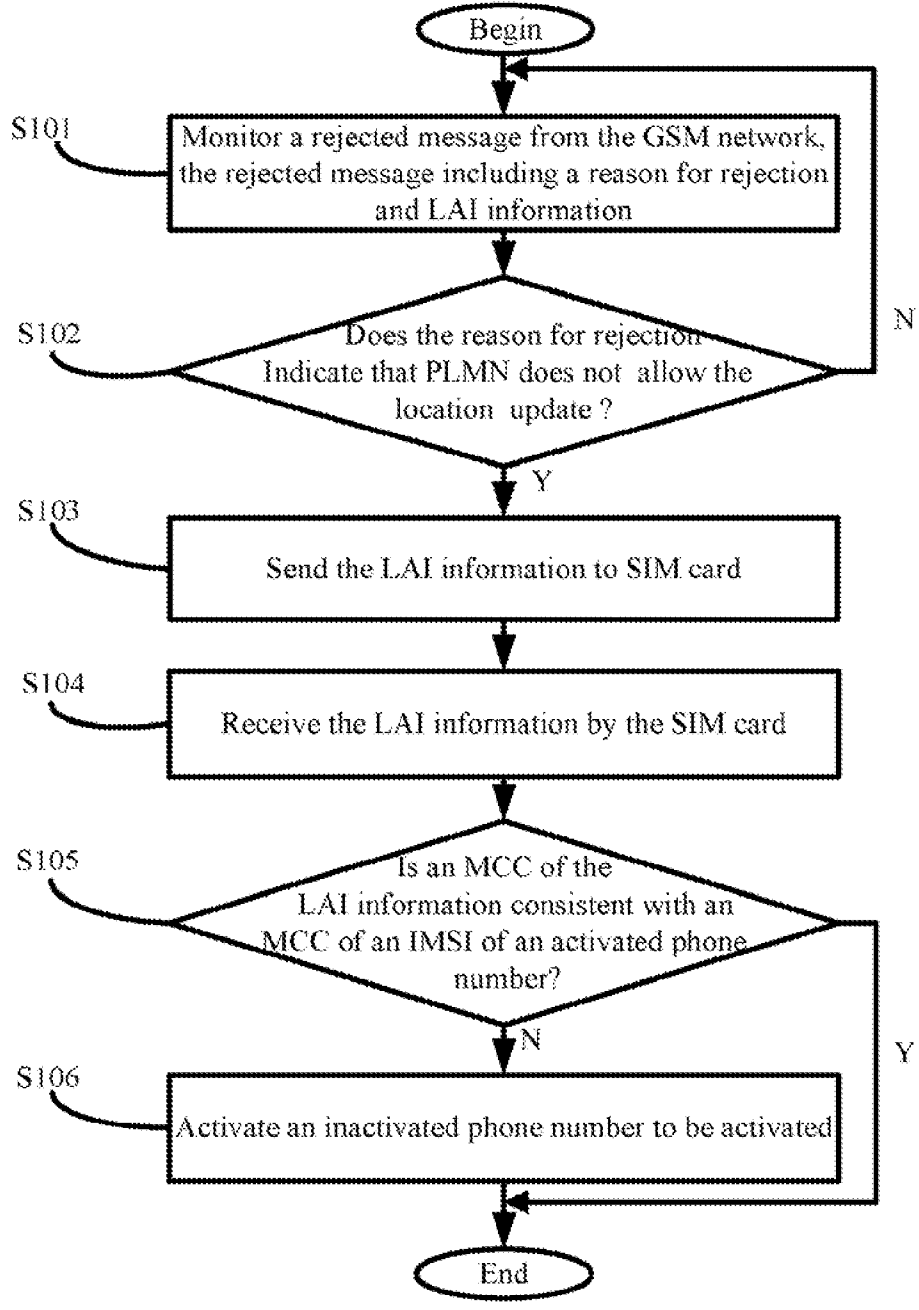 Begin
S101
Monitor a rejected message from the GSM network,
the rejected message including a reason for rejection
and LAI information
N
S102
Does the reason for rejection
Indicate that PLMN does not allow the
location update ?
Y
S103
Send the LAI information to SIM card
S104
Receive the LAI information by the SIM card
S105
Is an MCC of the
LAI information consistent with an
MCC of an IMSI of an activated phone
number?
N
Y
S106
Activate an inactivated phone number to be activated
End